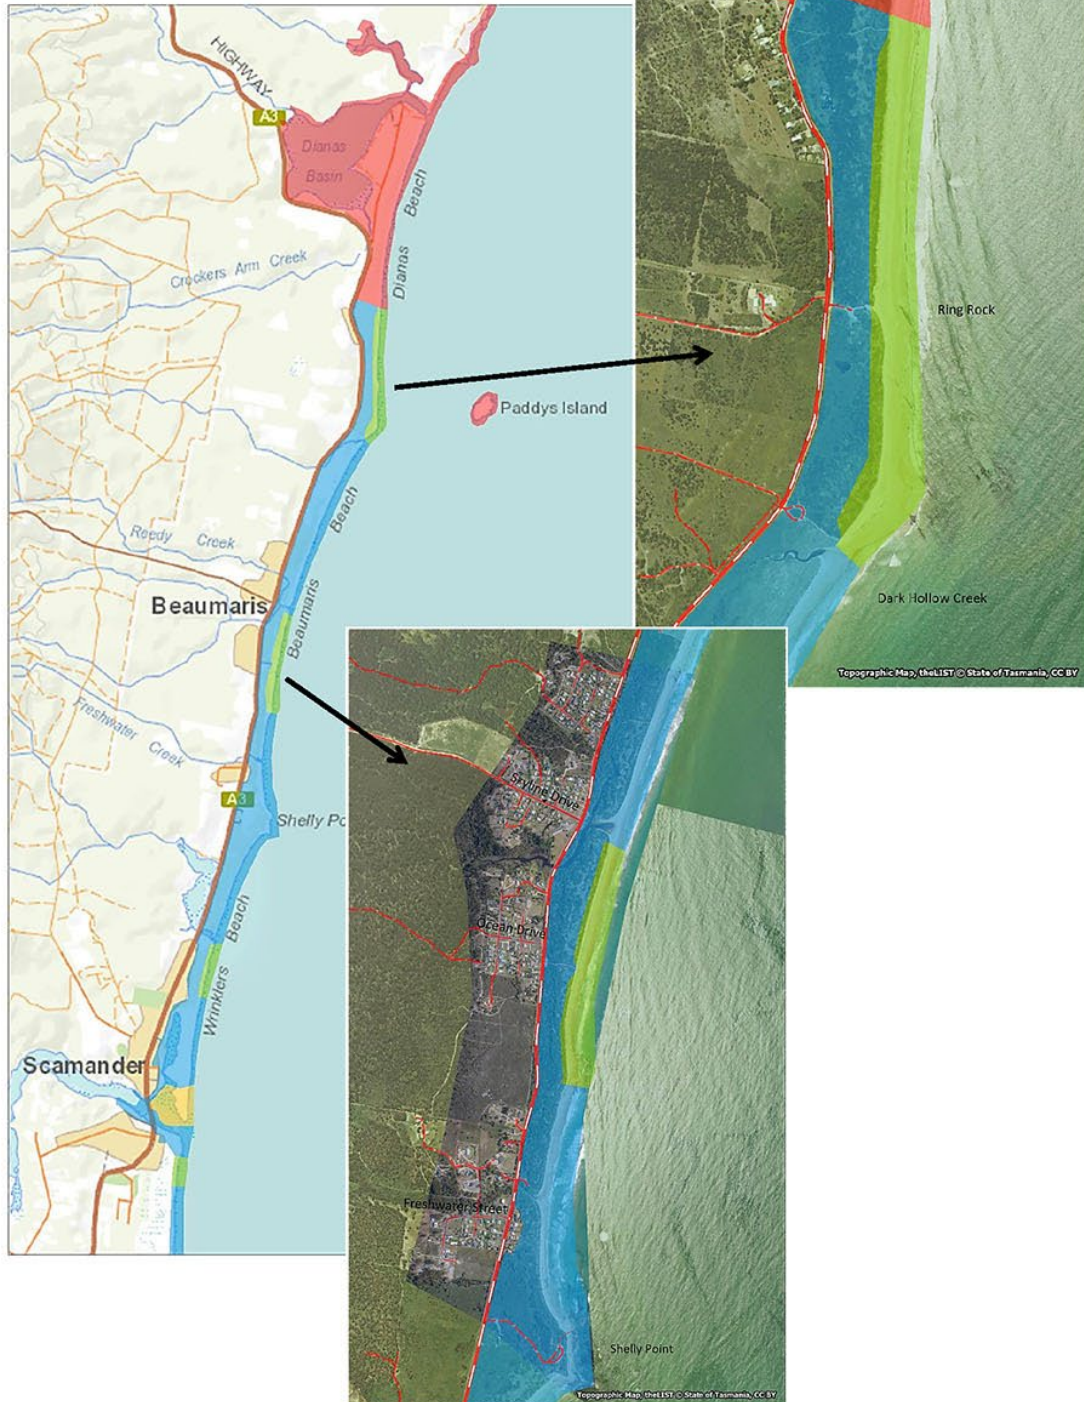 HIGHWAY
A3
Dianas
Basin
Dianas Beach
Crockers Arm Creek
Paddys Island
Beaumaris Beach
Reedy Creek
Beaumaris
Freshwater Creek
A3
Shelly Po
Wrinklers Beach
Scamander
Ring Rock
Dark Hollow Creek
Topographic Map, theLIST © State of Tasmania, CC BY
Skyline Drive
Ocean Drive
Freshwater Street
Shelly Point
Topographic Map, theLIST © State of Tasmania, CC BY